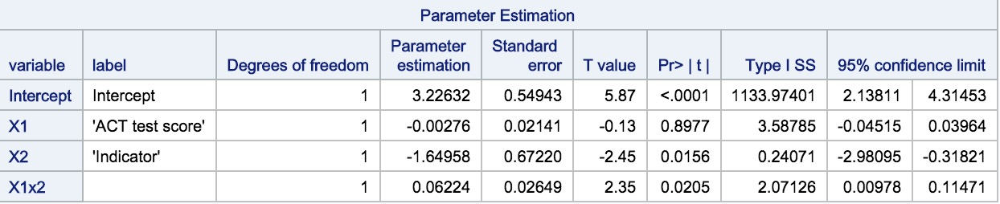 Parameter Estimation
variable label Degrees of freedom Parameter estimation Standard error T value Pr> | t | Type I SS 95% confidence limit
Intercept Intercept 1 3.22632 0.54943 5.87 <.0001 1133.97401 2.13811 4.31453
X1 'ACT test score' 1 -0.00276 0.02141 -0.13 0.8977 3.58785 -0.04515 0.03964
X2 'Indicator' 1 -1.64958 0.67220 -2.45 0.0156 0.24071 -2.98095 -0.31821
X1x2 1 0.06224 0.02649 2.35 0.0205 2.07126 0.00978 0.11471